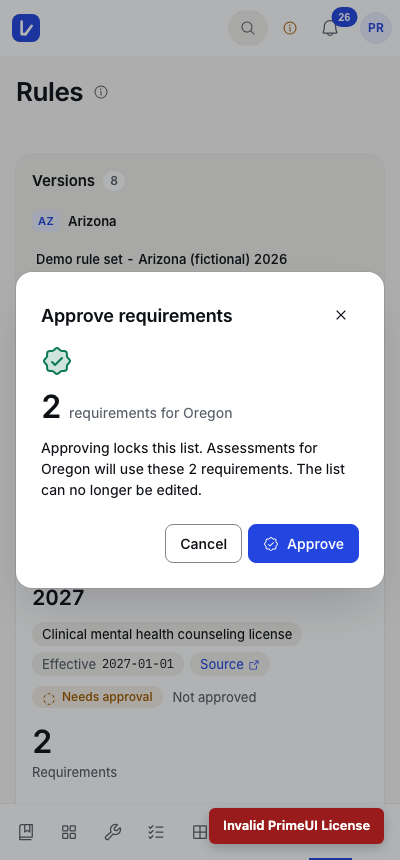 26
PR
Rules
Versions 8
AZ Arizona
Demo rule set - Arizona (fictional) 2026
Approve requirements
2 requirements for Oregon
Approving locks this list. Assessments for
Oregon will use these 2 requirements. The list
can no longer be edited.
Cancel Approve
2027
Clinical mental health counseling license
Effective 2027-01-01 Source
Needs approval Not approved
2
Requirements
Invalid PrimeUI License